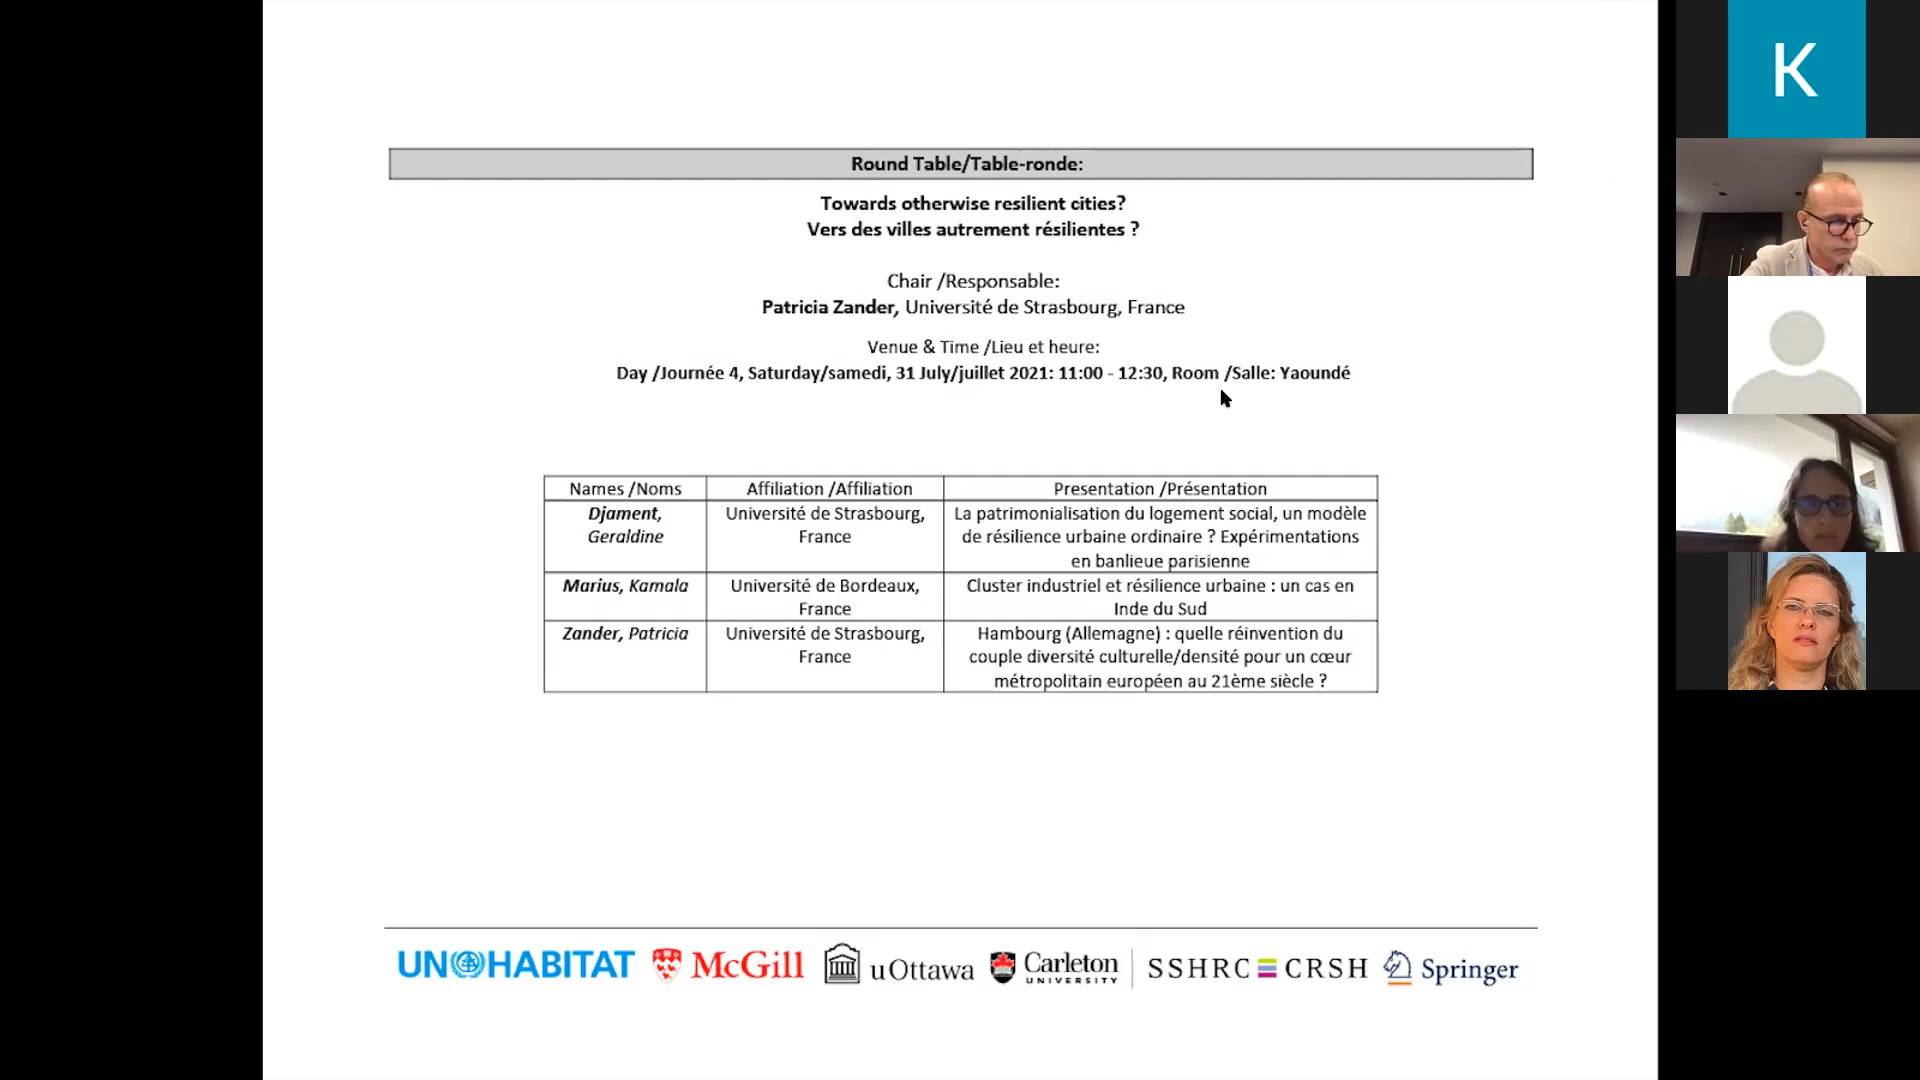 Round Table/Table-ronde:
Towards otherwise resilient cities?
Vers des villes autrement résilientes ?
Chair /Responsable:
Patricia Zander, Université de Strasbourg, France
Venue & Time /Lieu et heure:
Day /Journée 4, Saturday/samedi, 31 July/juillet 2021: 11:00 - 12:30, Room /Salle: Yaoundé
Names /Noms
Affiliation /Affiliation
Presentation /Présentation
Djament,
Geraldine
Université de Strasbourg,
France
La patrimonialisation du logement social, un modèle
de résilience urbaine ordinaire ? Expérimentations
en banlieue parisienne
Marius, Kamala
Université de Bordeaux,
France
Cluster industriel et résilience urbaine : un cas en
Inde du Sud
Zander, Patricia
Université de Strasbourg,
France
Hambourg (Allemagne) : quelle réinvention du
couple diversité culturelle/densité pour un cœur
métropolitain européen au 21ème siècle ?
UN HABITAT
McGill
uOttawa
Carleton
UNIVERSITY
SSHRC CRSH
Springer
K